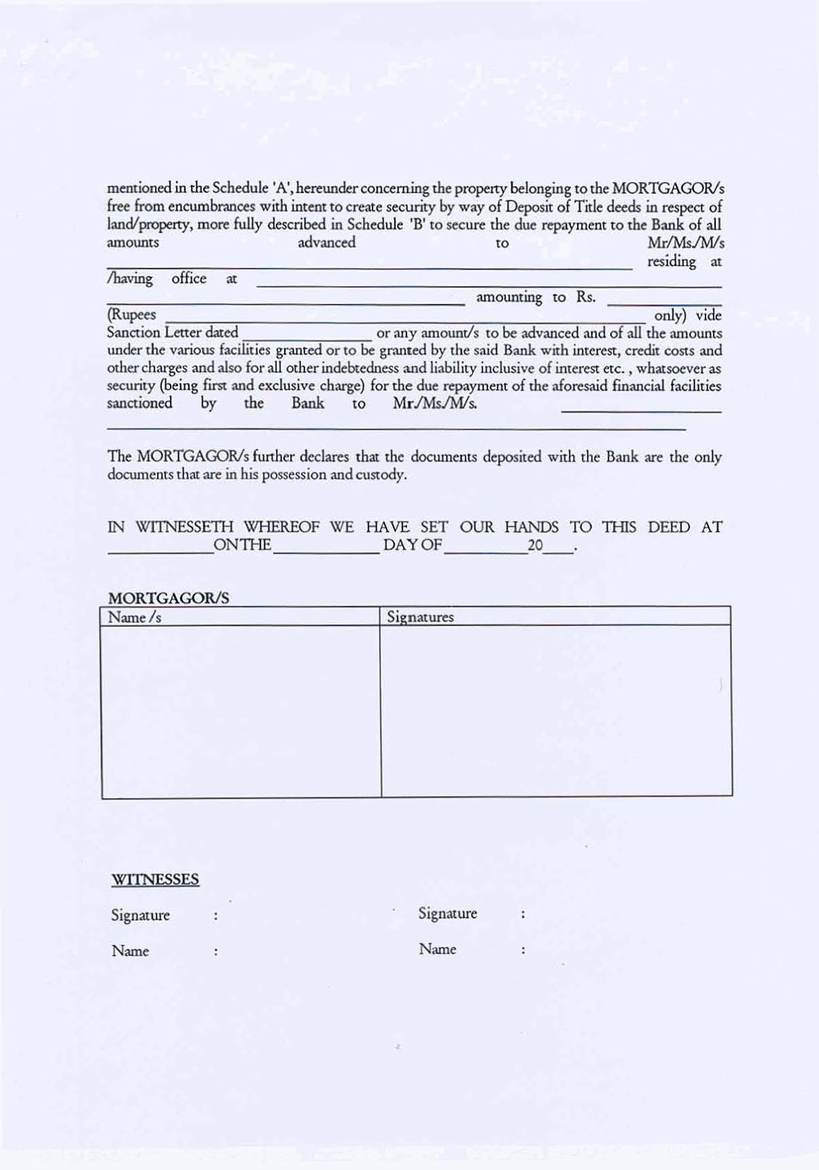 mentioned in the Schedule 'A', hereunder concerning the property belonging to the MORTGAGOR/s
free from encumbrances with intent to create security by way of Deposit of Title deeds in respect of
land/property, more fully described in Schedule 'B' to secure the due repayment to the Bank of all
amounts advanced to Mr/Ms./M/s
____________________ residing at
/having office at ____________________
____________________ amounting to Rs. __________
(Rupees ____________________ only) vide
Sanction Letter dated____________ or any amount/s to be advanced and of all the amounts
under the various facilities granted or to be granted by the said Bank with interest, credit costs and
other charges and also for all other indebtedness and liability inclusive of interest etc. , whatsoever as
security (being first and exclusive charge) for the due repayment of the aforesaid financial facilities
sanctioned by the Bank to Mr./Ms./M/s. ____________
____________________
The MORTGAGOR/s further declares that the documents deposited with the Bank are the only
documents that are in his possession and custody.
IN WITNESSETH WHEREOF WE HAVE SET OUR HANDS TO THIS DEED AT
__________ON THE __________ DAY OF ________20___.
MORTGAGOR/S
Name /s Signatures
WITNESSES
Signature : Signature :
Name : Name :